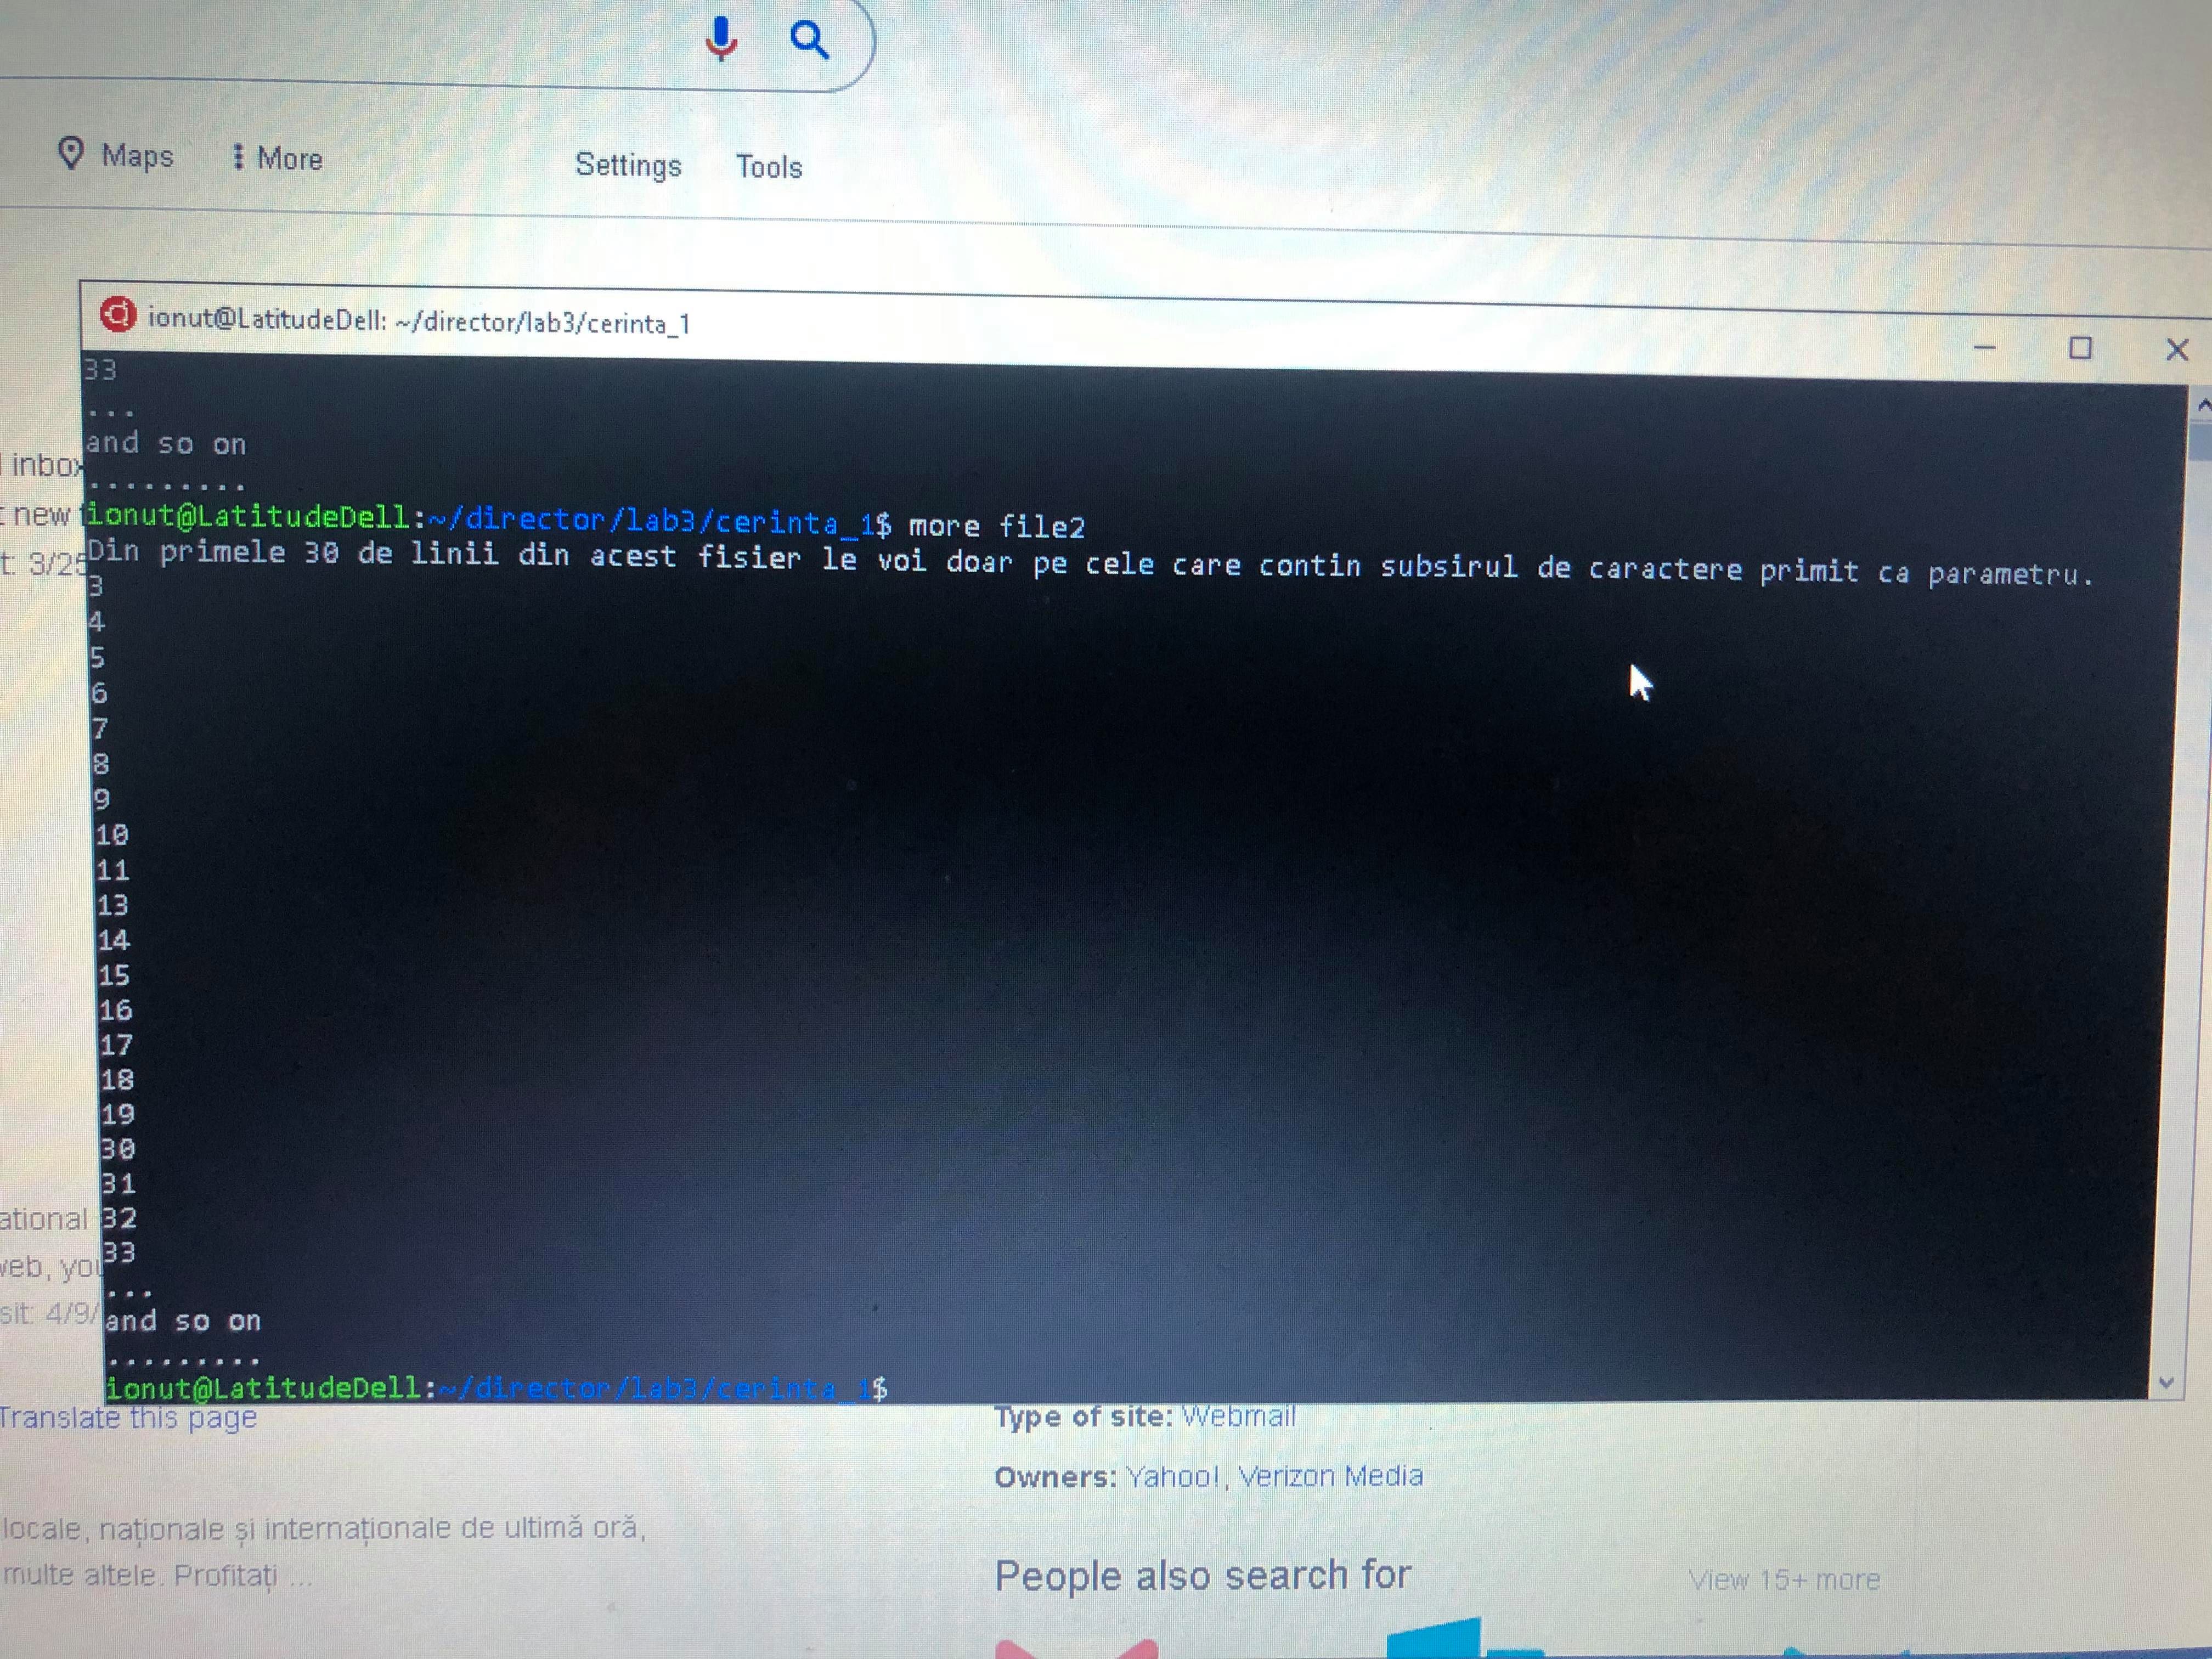 Maps More Settings Tools
ionut@LatitudeDell: ~/director/lab3/cerinta_1
33
...
and so on
.........
ionut@LatitudeDell:~/director/lab3/cerinta_1$ more file2
Din primele 30 de linii din acest fisier le voi doar pe cele care contin subsirul de caractere primit ca parametru.
3
4
5
6
7
8
9
10
11
13
14
15
16
17
18
19
30
31
32
33
...
and so on
.........
ionut@LatitudeDell:~/director/lab3/cerinta_1$
inbox
new
t: 3/25
ational
web, you
sit: 4/9/
Translate this page
locale, naționale și internaționale de ultimă oră,
multe altele. Profitați ...
Type of site: Webmail
Owners: Yahoo!, Verizon Media
People also search for
View 15+ more